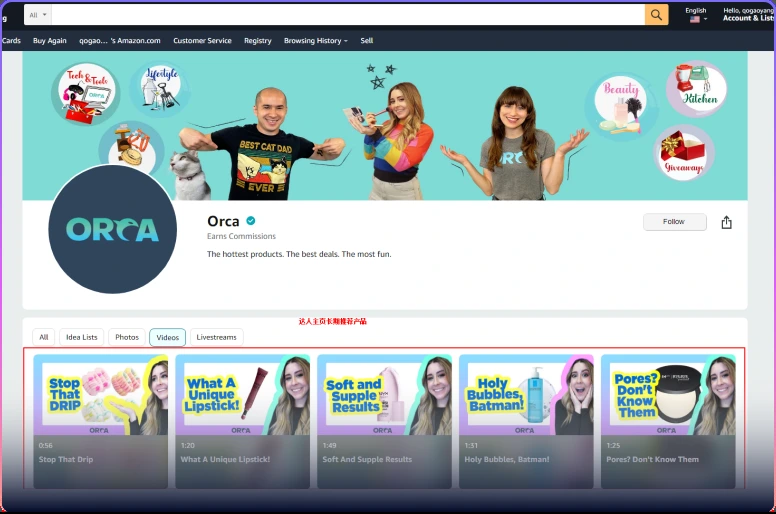 g
All
English
Hello, qogaoyang
Account & List
Cards
Buy Again
qogao... 's Amazon.com
Customer Service
Registry
Browsing History
Sell
Tech & Tools
ORCA
Lifestyle
BEST CAT DAD
EVER
Beauty
Kitchen
Giveaways
ORCA
Orca
Earns Commissions
The hottest products. The best deals. The most fun.
Follow
达人主页长期推荐产品
All
Idea Lists
Photos
Videos
Livestreams
Stop
That
DRIP
ORCA
0:56
Stop That Drip
What A
Unique
Lipstick!
ORCA
1:20
What A Unique Lipstick!
Soft and
Supple
Results
ORCA
1:49
Soft And Supple Results
Holy
Bubbles,
Batman!
ORCA
1:31
Holy Bubbles, Batman!
Pores?
Don't
Know
Them
ORCA
1:25
Pores? Don't Know Them